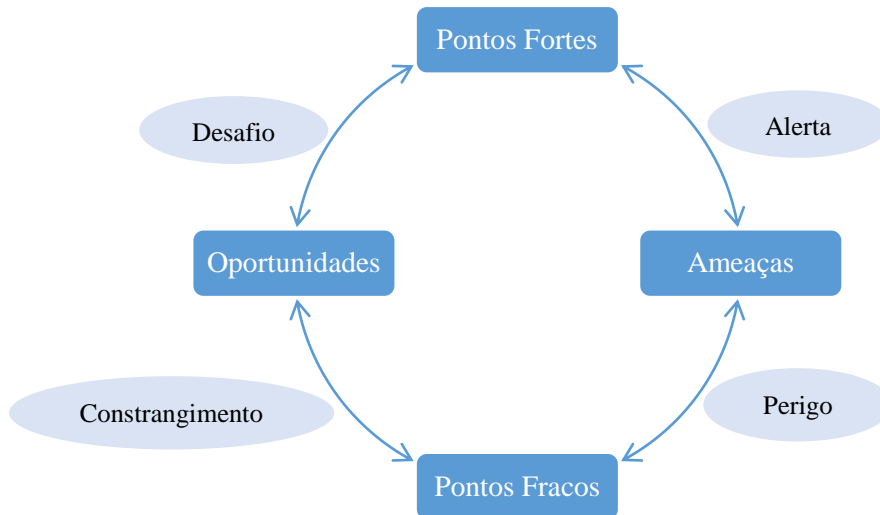 Pontos Fortes
Desafio
Alerta
Oportunidades
Ameaças
Constrangimento
Perigo
Pontos Fracos